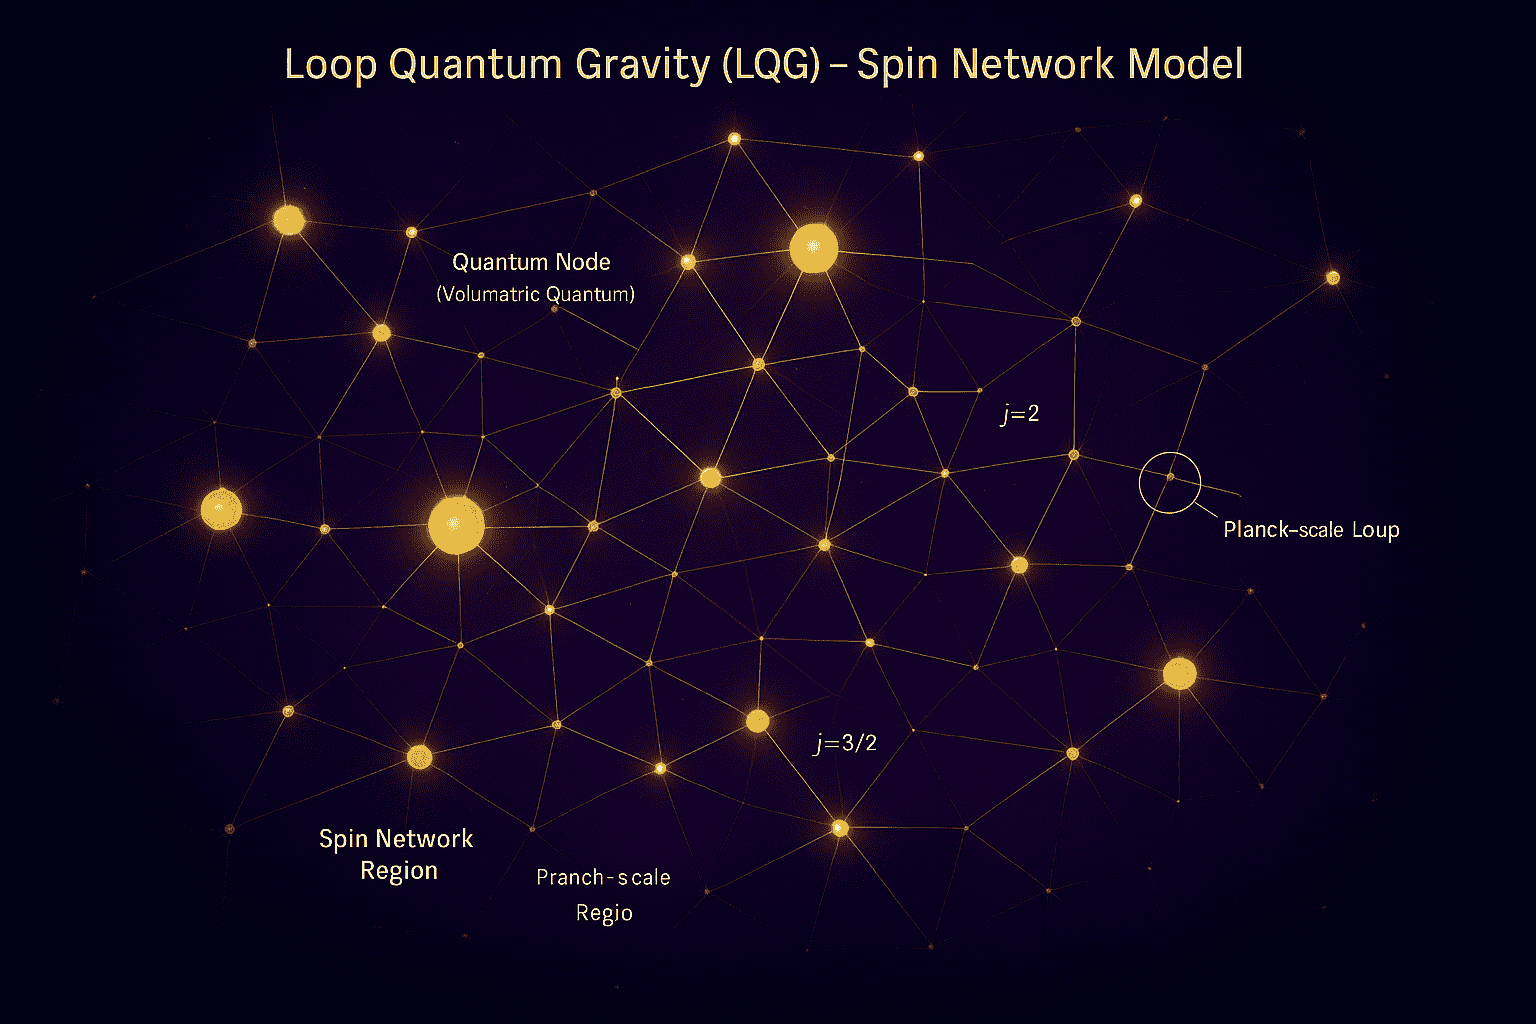 Loop Quantum Gravity (LQG) – Spin Network Model
Quantum Node
(Volumatric Quantum)
j=2
Planck-scale Loup
j=3/2
Spin Network
Region
Pranch-scale
Regio